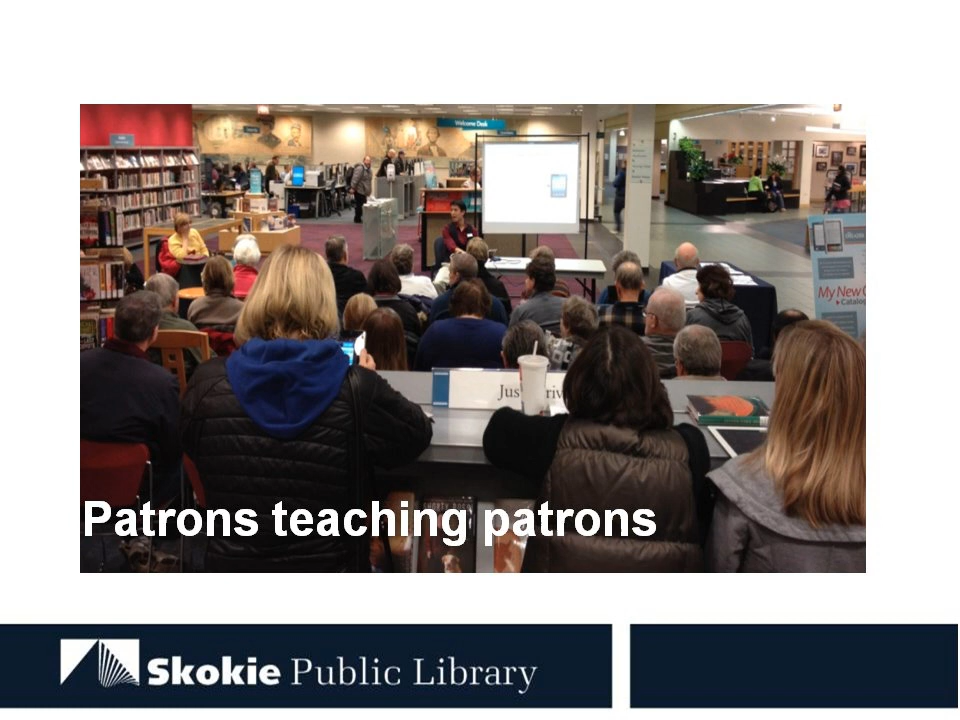 Welcome Desk
My New
Catalog
Patrons teaching patrons
Skokie Public Library